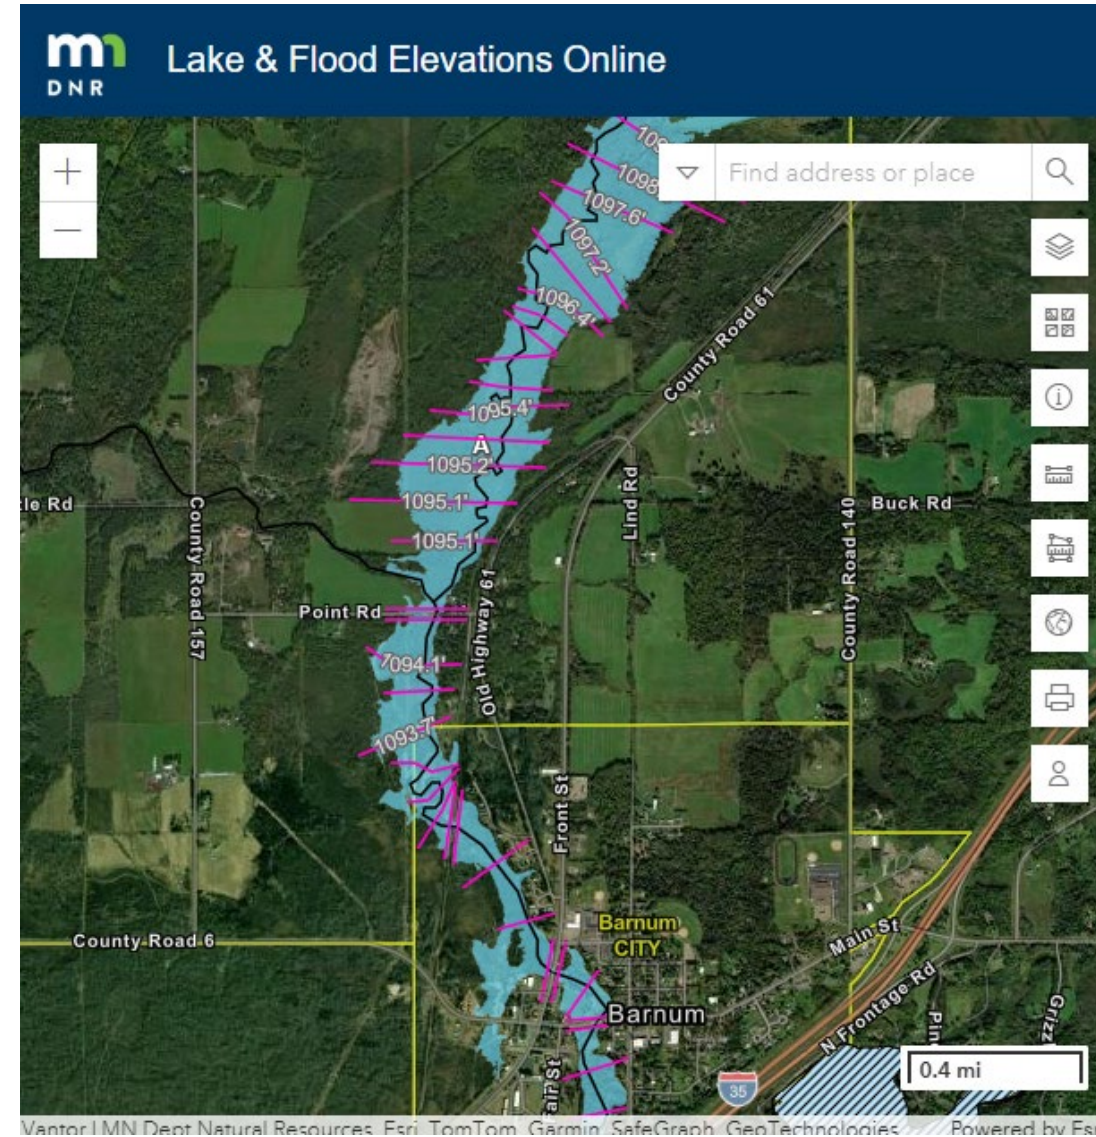 mn
DNR
Lake & Flood Elevations Online
Find address or place
1098
1097.6'
1097.2'
1096.4'
County Road 61
1095.4'
A
1095.2'
1095.1'
1095.1'
County Road 157
Lind Rd
County Road 140
Buck Rd
Point Rd
Old Highway 61
1093.7'
Front St
Barnum
CITY
County Road 6
Main St
N Frontage Rd
Barnum
35
0.4 mi
Vantor | MN Dept Natural Resources, Esri, TomTom, Garmin, SafeGraph, GeoTechnologies
Powered by Esri